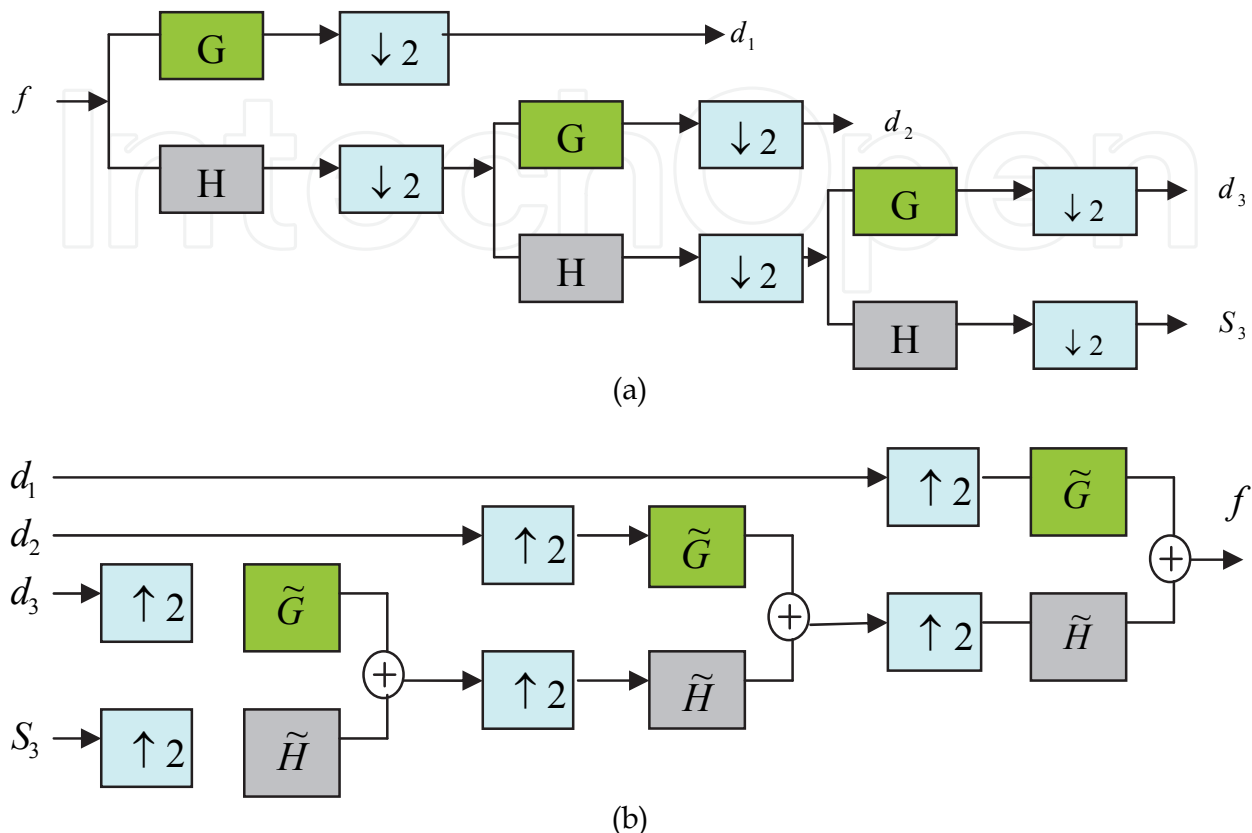 G
↓ 2
d₁
f
IntechOpen
G
↓ 2
d₂
H
↓ 2
G
↓ 2
d₃
H
↓ 2
H
↓ 2
S₃
(a)
d₁
↑ 2
G̃
f
d₂
↑ 2
G̃
+
d₃
↑ 2
G̃
+
↑ 2
H̃
+
↑ 2
H̃
S₃
↑ 2
H̃
(b)